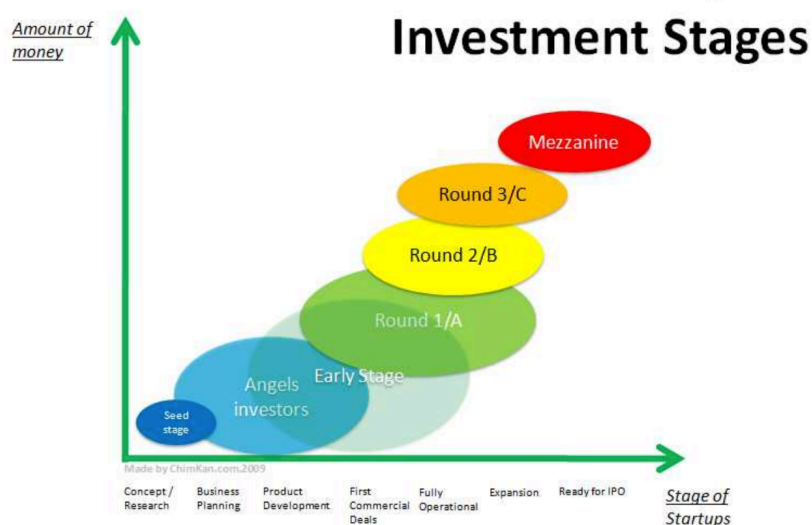 Investment Stages
Amount of
money
Mezzanine
Round 3/C
Round 2/B
Round 1/A
Early Stage
Angels
investors
Seed
stage
Made by ChimKan.com.2009
Concept /
Research
Business
Planning
Product
Development
First
Commercial
Deals
Fully
Operational
Expansion
Ready for IPO
Stage of
Startups